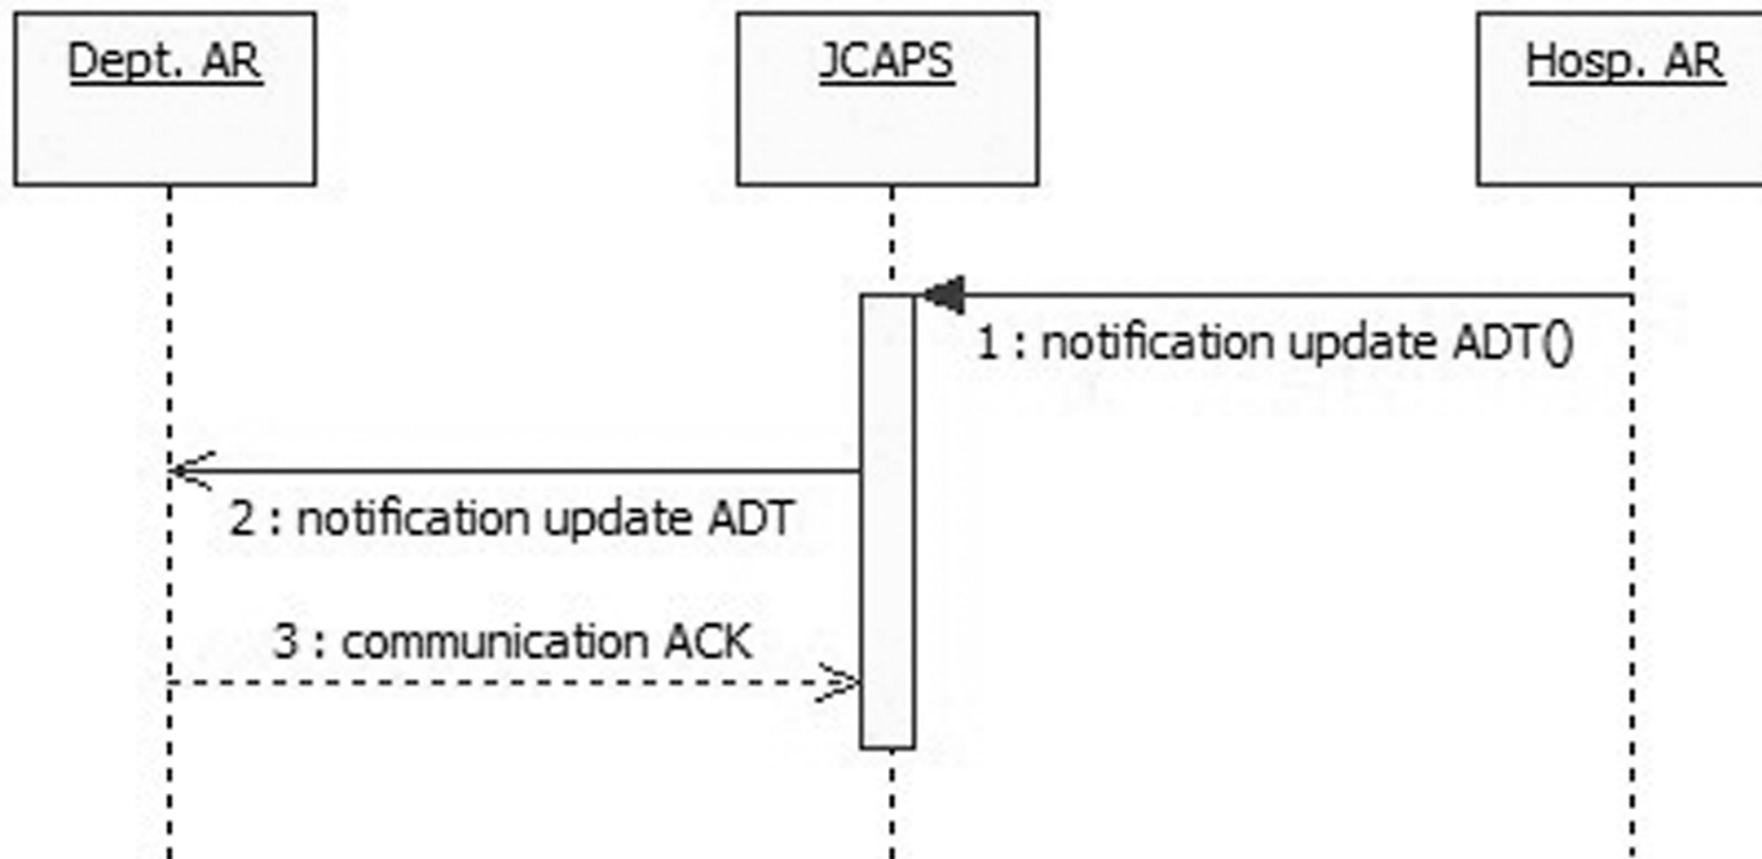 Dept. AR
JCAPS
Hosp. AR
1 : notification update ADT()
2 : notification update ADT
3 : communication ACK